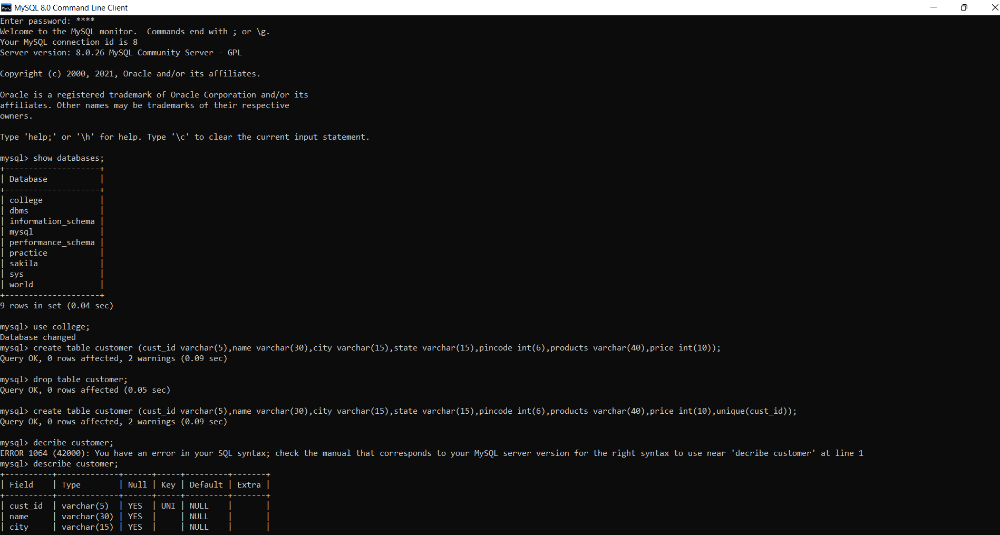 MySQL 8.0 Command Line Client
Enter password: ****
Welcome to the MySQL monitor.  Commands end with ; or \g.
Your MySQL connection id is 8
Server version: 8.0.26 MySQL Community Server - GPL

Copyright (c) 2000, 2021, Oracle and/or its affiliates.

Oracle is a registered trademark of Oracle Corporation and/or its
affiliates. Other names may be trademarks of their respective
owners.

Type 'help;' or '\h' for help. Type '\c' to clear the current input statement.

mysql> show databases;
+--------------------+
| Database           |
+--------------------+
| college            |
| dbms               |
| information_schema |
| mysql              |
| performance_schema |
| practice           |
| sakila             |
| sys                |
| world              |
+--------------------+
9 rows in set (0.04 sec)

mysql> use college;
Database changed
mysql> create table customer (cust_id varchar(5),name varchar(30),city varchar(15),state varchar(15),pincode int(6),products varchar(40),price int(10));
Query OK, 0 rows affected, 2 warnings (0.09 sec)

mysql> drop table customer;
Query OK, 0 rows affected (0.05 sec)

mysql> create table customer (cust_id varchar(5),name varchar(30),city varchar(15),state varchar(15),pincode int(6),products varchar(40),price int(10),unique(cust_id));
Query OK, 0 rows affected, 2 warnings (0.09 sec)

mysql> decribe customer;
ERROR 1064 (42000): You have an error in your SQL syntax; check the manual that corresponds to your MySQL server version for the right syntax to use near 'decribe customer' at line 1
mysql> describe customer;
+----------+-------------+------+-----+---------+-------+
| Field    | Type        | Null | Key | Default | Extra |
+----------+-------------+------+-----+---------+-------+
| cust_id  | varchar(5)  | YES  | UNI | NULL    |       |
| name     | varchar(30) | YES  |     | NULL    |       |
| city     | varchar(15) | YES  |     | NULL    |       |